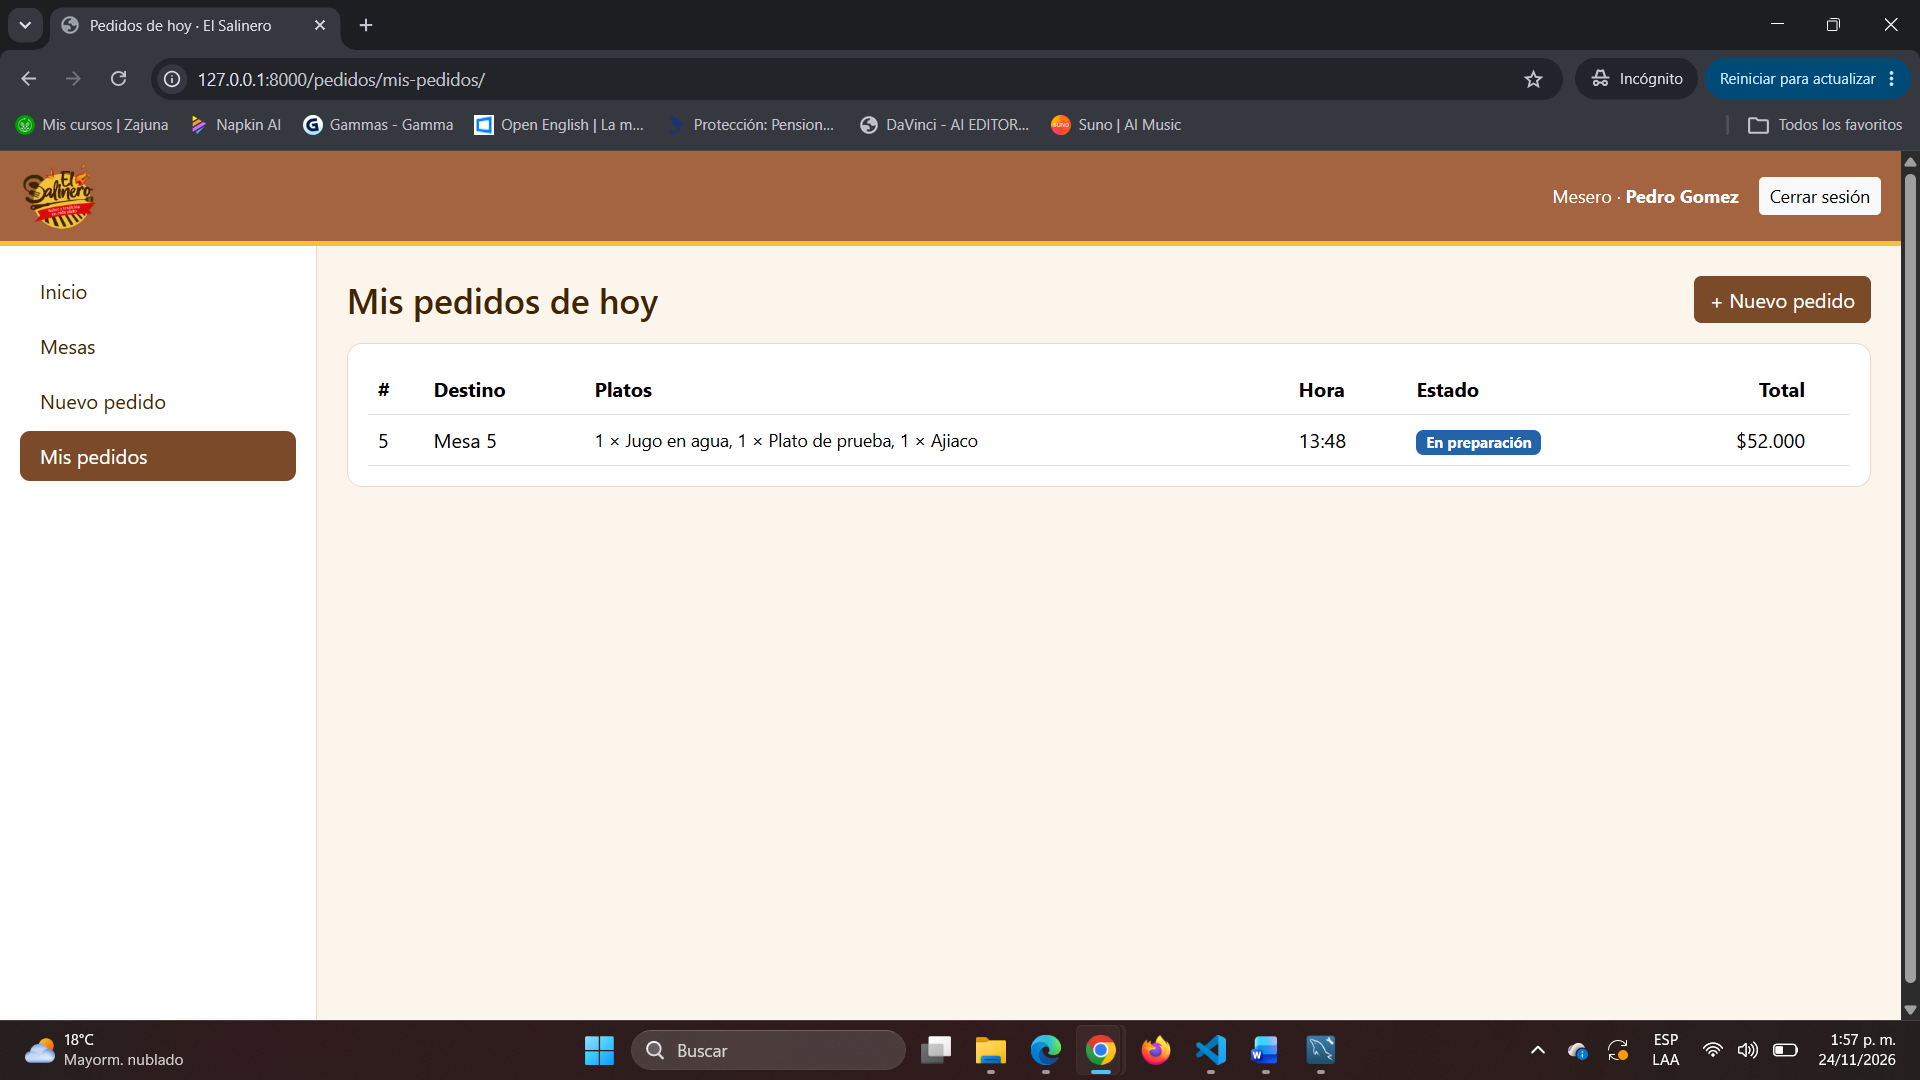 Pedidos de hoy · El Salinero
127.0.0.1:8000/pedidos/mis-pedidos/
Incógnito
Reiniciar para actualizar
Mis cursos | Zajuna
Napkin AI
Gammas - Gamma
Open English | La m...
Protección: Pension...
DaVinci - AI EDITOR...
Suno | AI Music
Todos los favoritos
El
Salinero
Mesero · Pedro Gomez
Cerrar sesión
Inicio
Mesas
Nuevo pedido
Mis pedidos
Mis pedidos de hoy
+ Nuevo pedido
# Destino Platos Hora Estado Total
5 Mesa 5 1 × Jugo en agua, 1 × Plato de prueba, 1 × Ajiaco 13:48 En preparación $52.000
18°C
Mayorm. nublado
Buscar
ESP
LAA
1:57 p. m.
24/11/2026